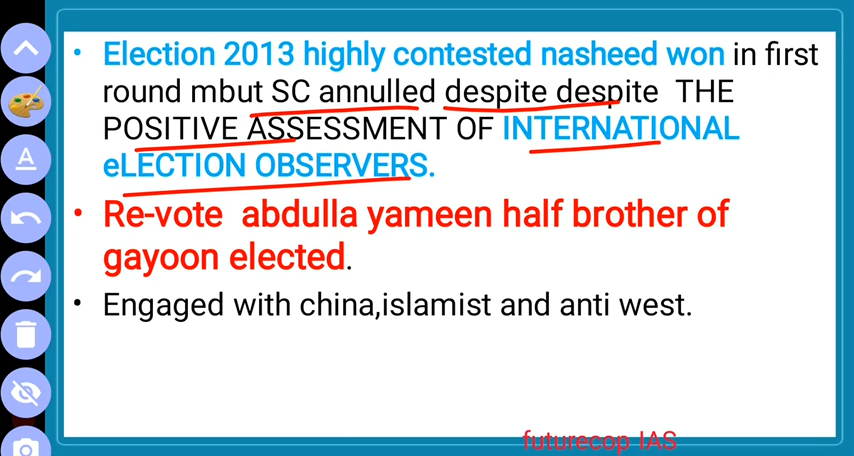 • Election 2013 highly contested nasheed won in first
round mbut SC annulled despite despite THE
POSITIVE ASSESSMENT OF INTERNATIONAL
eLECTION OBSERVERS.
• Re-vote abdulla yameen half brother of
gayoon elected.
• Engaged with china,islamist and anti west.
futurecop IAS